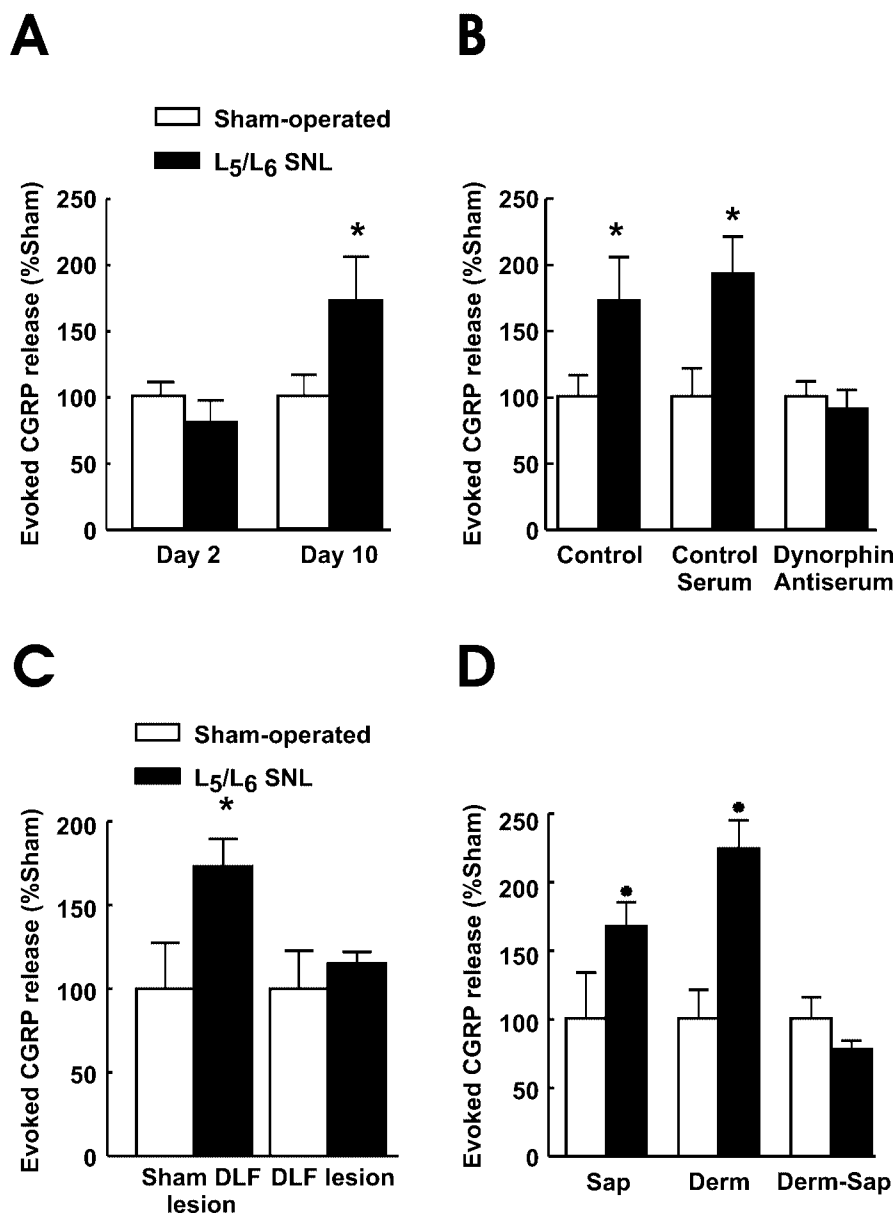 A
Sham-operated
L5/L6 SNL
Evoked CGRP release (%Sham)
250
200
150
100
50
0
*
Day 2
Day 10
B
Evoked CGRP release (%Sham)
250
200
150
100
50
0
*
*
Control
Control
Serum
Dynorphin
Antiserum
C
Sham-operated
L5/L6 SNL
Evoked CGRP release (%Sham)
200
150
100
50
0
*
Sham DLF
lesion
DLF lesion
D
Evoked CGRP release (%Sham)
250
200
150
100
50
0
*
*
Sap
Derm
Derm-Sap